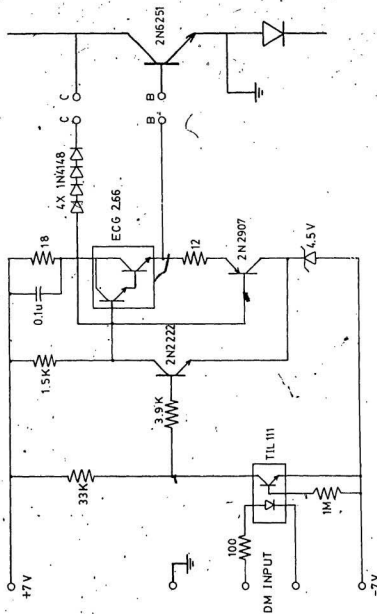 +7V
33K
1.5K
0.1u
18
ECG 266
4X 1N4148
C
C
2N6251
B
B
12
2N2907
4.5V
2N2222
3.9K
TIL 111
100
1M
DM INPUT
-7V